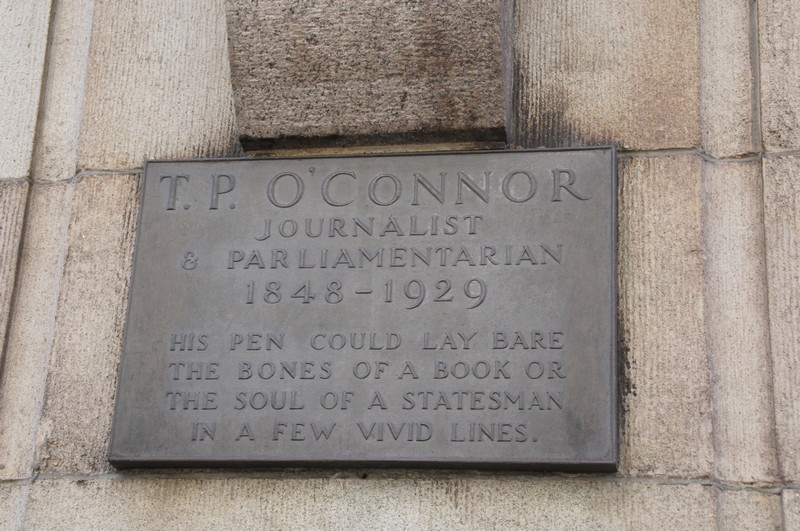 T. P. O'CONNOR
JOURNALIST
& PARLIAMENTARIAN
1848-1929
HIS PEN COULD LAY BARE
THE BONES OF A BOOK OR
THE SOUL OF A STATESMAN
IN A FEW VIVID LINES.